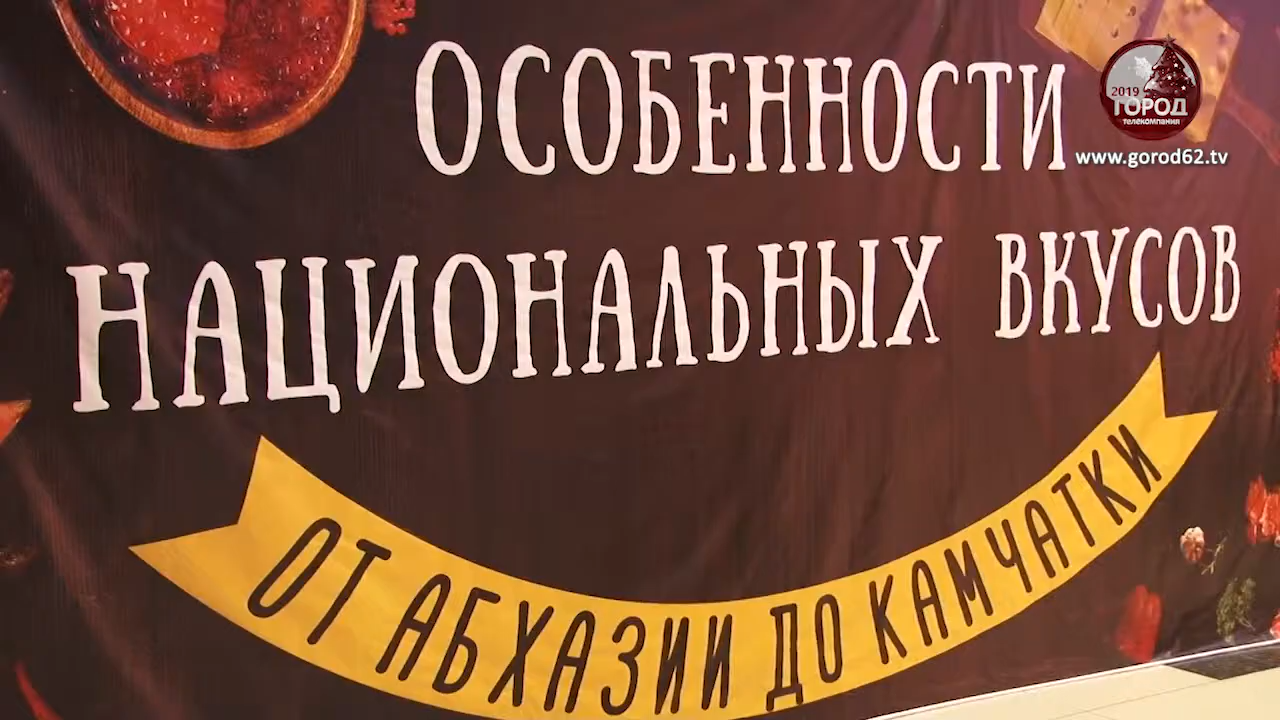 ОСОБЕННОСТИ
НАЦИОНАЛЬНЫХ ВКУСОВ
ОТ АБХАЗИИ ДО КАМЧАТКИ
2019
ГОРОД
телекомпания
www.gorod62.tv